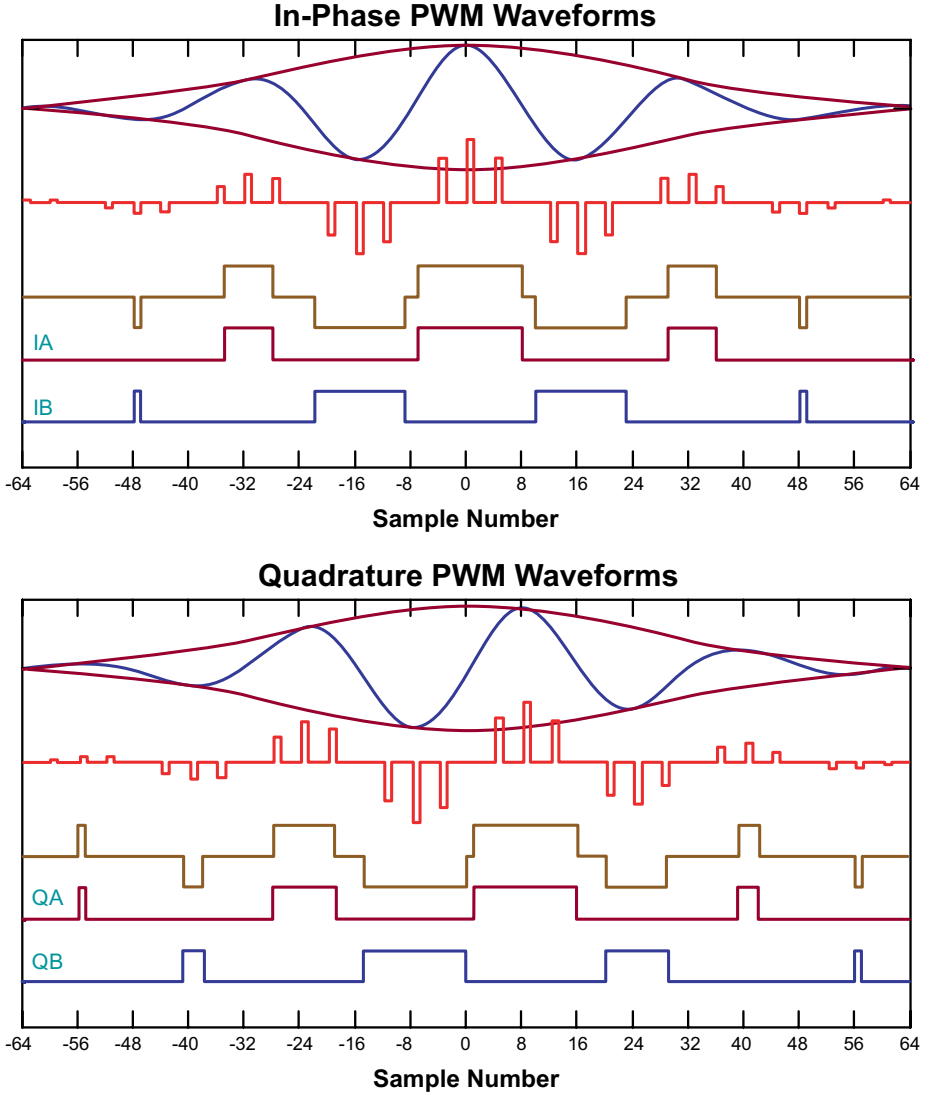 In-Phase PWM Waveforms
IA
IB
-64 -56 -48 -40 -32 -24 -16 -8 0 8 16 24 32 40 48 56 64
Sample Number
Quadrature PWM Waveforms
QA
QB
-64 -56 -48 -40 -32 -24 -16 -8 0 8 16 24 32 40 48 56 64
Sample Number